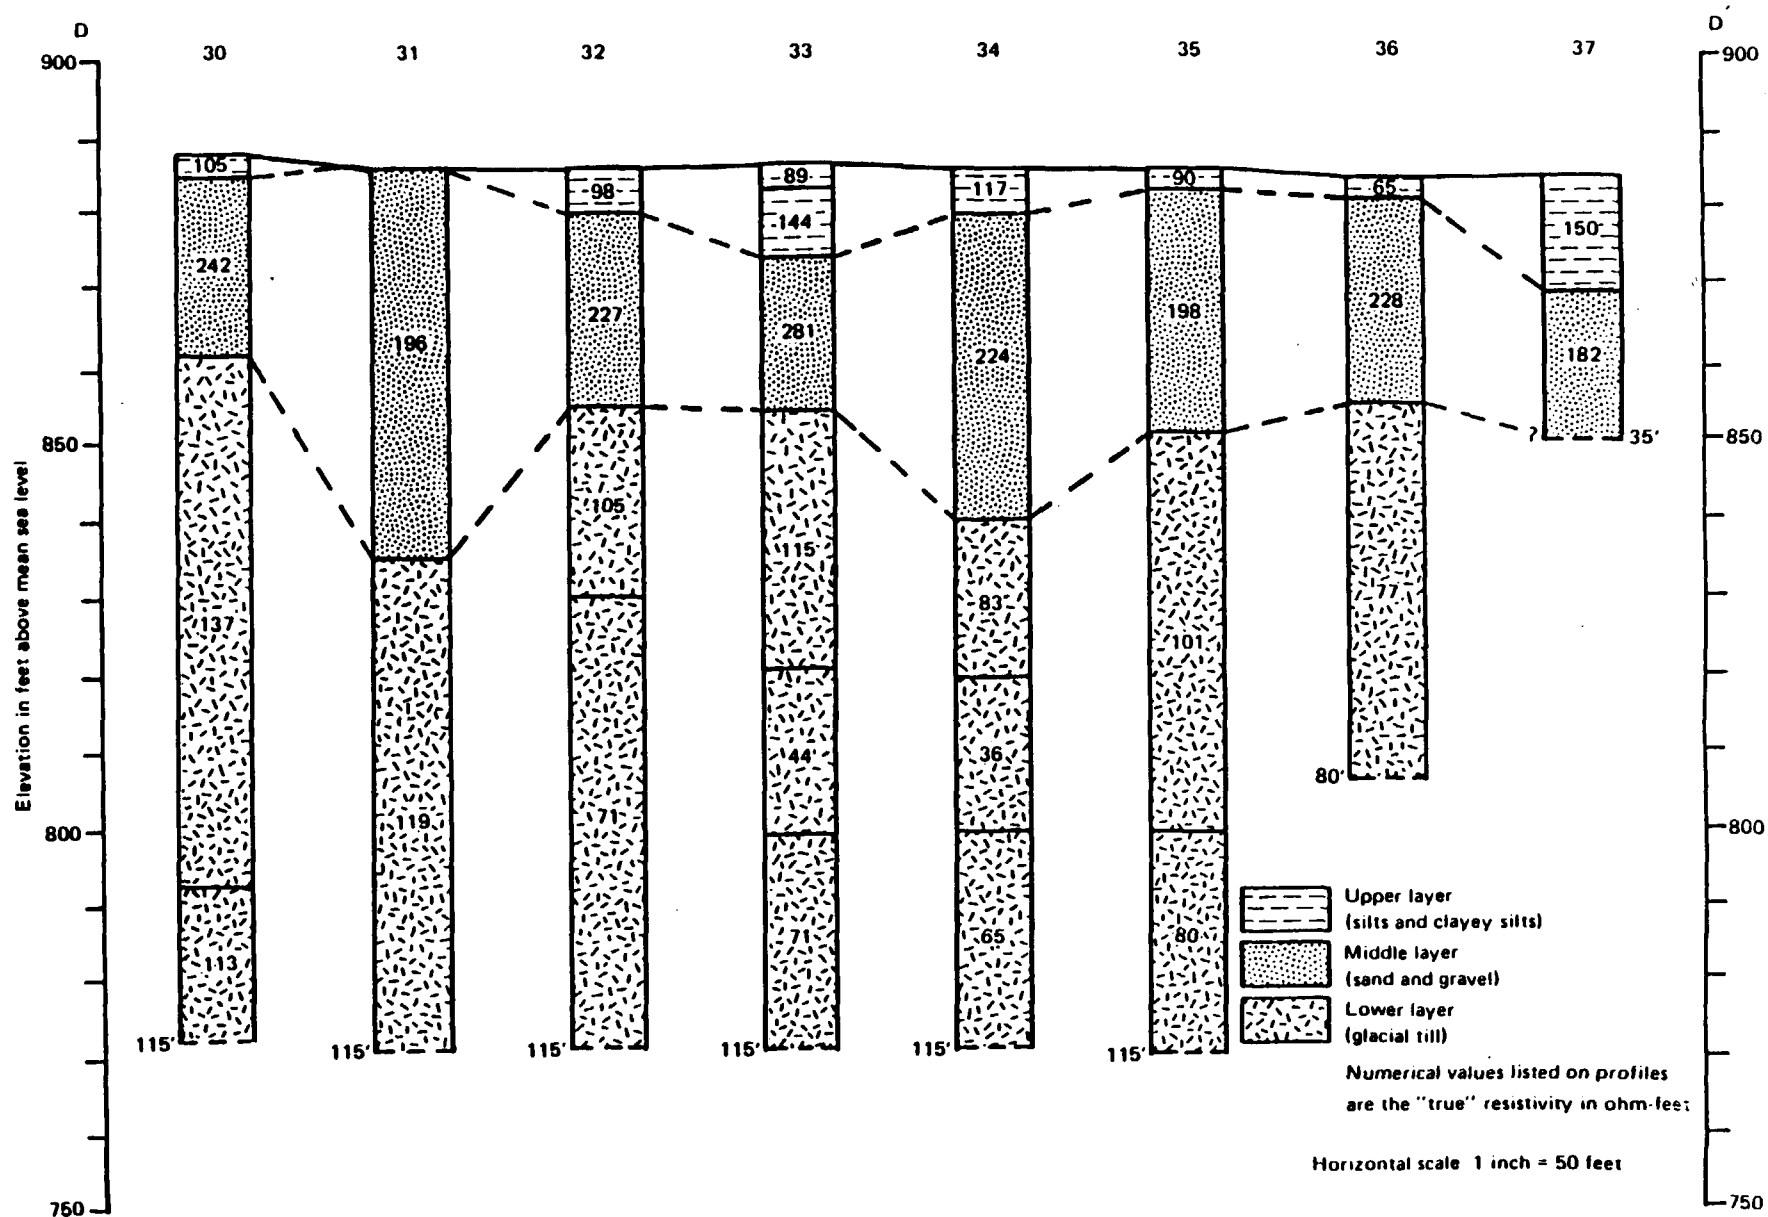 D 30 31 32 33 34 35 36 37 D′
900 900
105 98 89 117 90 65
144 150
242 227 281 224 198 228 182
196
850 ? 35′ 850
105 115 83 77
137 101
44 36 80′
119 71
800 800
113 71 65 80
115′ 115′ 115′ 115′ 115′ 115′
750 750
Elevation in feet above mean sea level
Upper layer
(silts and clayey silts)
Middle layer
(sand and gravel)
Lower layer
(glacial till)
Numerical values listed on profiles
are the "true" resistivity in ohm-feet
Horizontal scale 1 inch = 50 feet